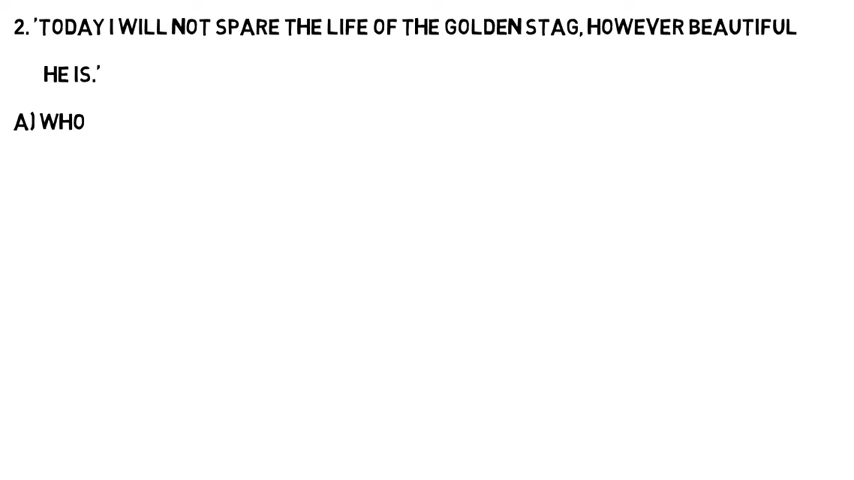 2. 'TODAY I WILL NOT SPARE THE LIFE OF THE GOLDEN STAG, HOWEVER BEAUTIFUL
HE IS.'
A) WHO